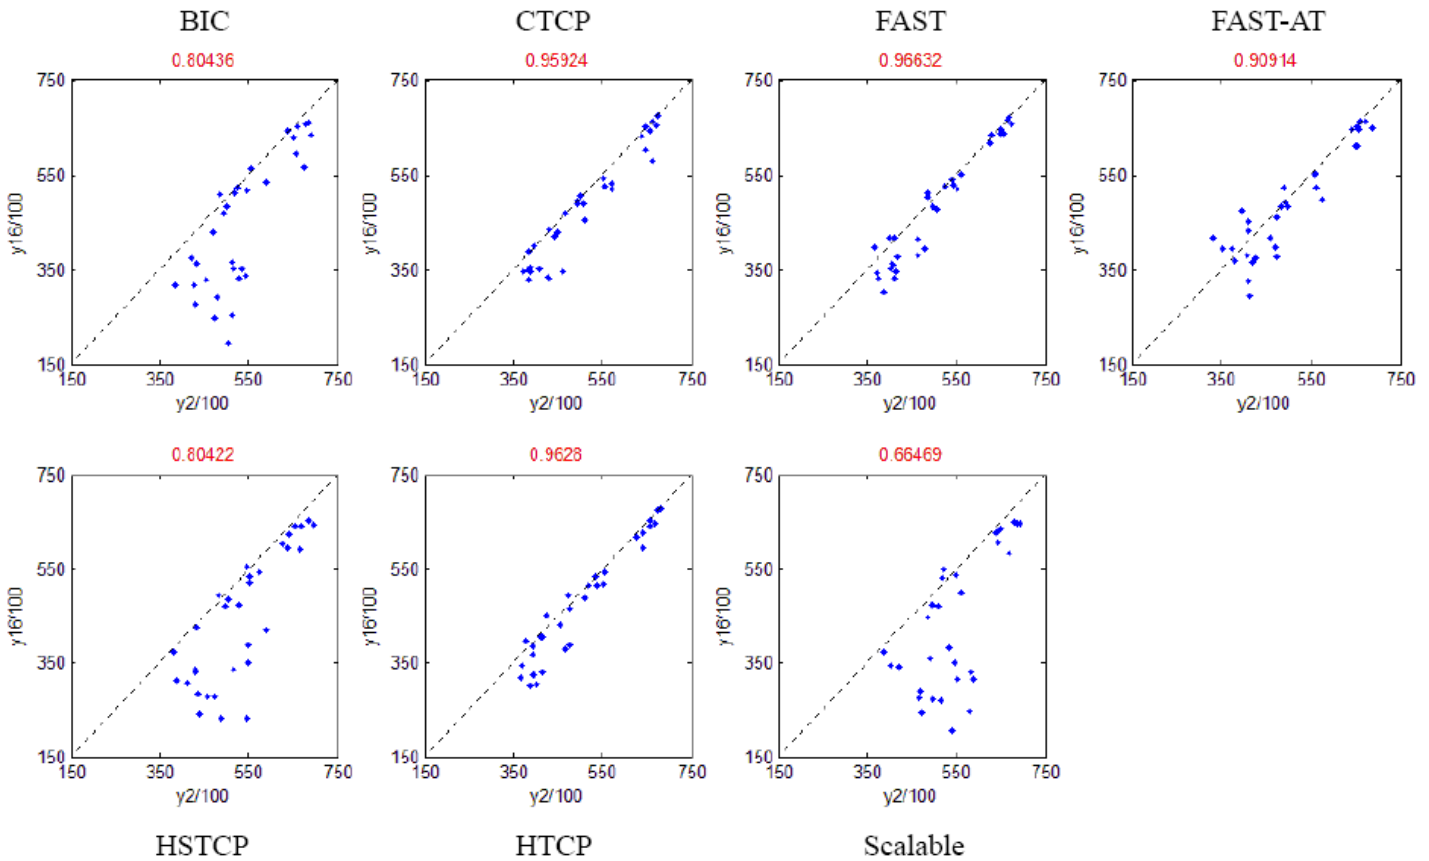 BIC CTCP FAST FAST-AT
0.80436 0.95924 0.96632 0.90914
750 750 750 750
550 550 550 550
y16/100 y16/100 y16/100 y16/100
350 350 350 350
150 150 150 150
150 350 550 750 150 350 550 750 150 350 550 750 150 350 550 750
y2/100 y2/100 y2/100 y2/100
0.80422 0.9628 0.66469
750 750 750
550 550 550
y16/100 y16/100 y16/100
350 350 350
150 150 150
150 350 550 750 150 350 550 750 150 350 550 750
y2/100 y2/100 y2/100
HSTCP HTCP Scalable